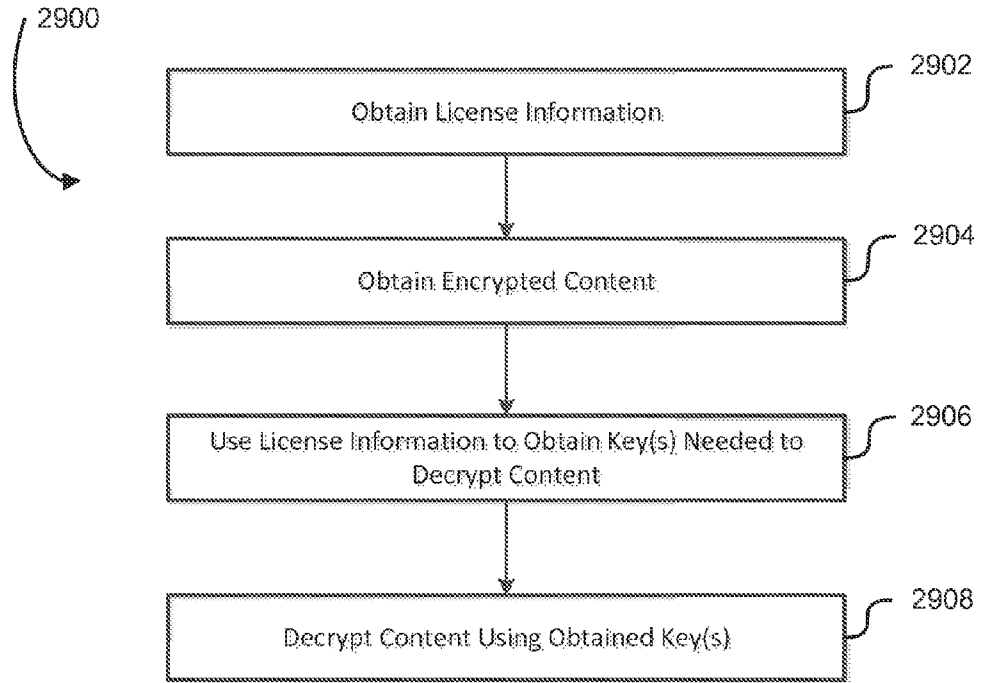 2900
2902
Obtain License Information
2904
Obtain Encrypted Content
2906
Use License Information to Obtain Key(s) Needed to
Decrypt Content
2908
Decrypt Content Using Obtained Key(s)